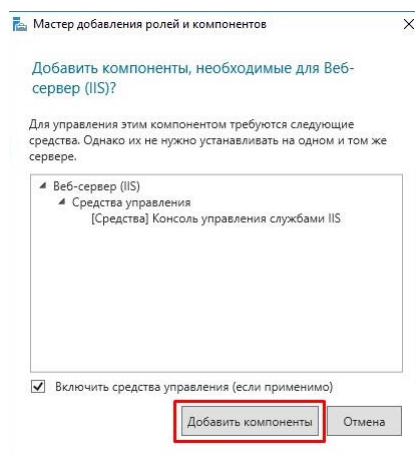 Мастер добавления ролей и компонентов
Добавить компоненты, необходимые для Веб-
сервер (IIS)?
Для управления этим компонентом требуются следующие
средства. Однако их не нужно устанавливать на одном и том же
сервере.
Веб-сервер (IIS)
Средства управления
[Средства] Консоль управления службами IIS
Включить средства управления (если применимо)
Добавить компоненты Отмена